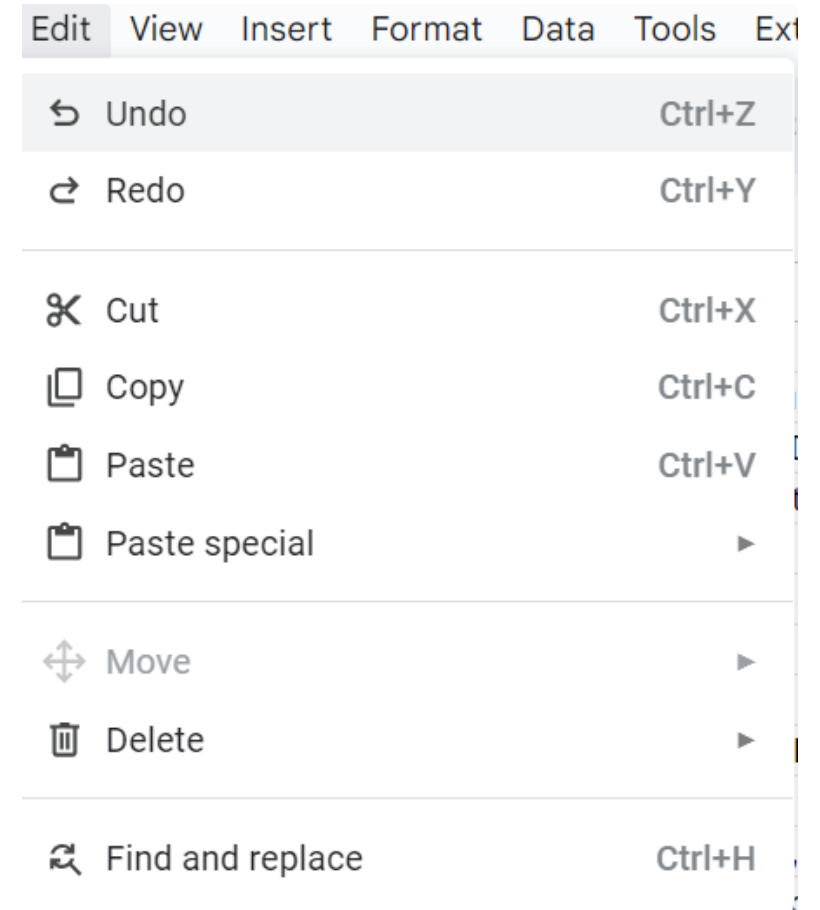 Edit View Insert Format Data Tools Ext
Undo Ctrl+Z
Redo Ctrl+Y
Cut Ctrl+X
Copy Ctrl+C
Paste Ctrl+V
Paste special
Move
Delete
Find and replace Ctrl+H